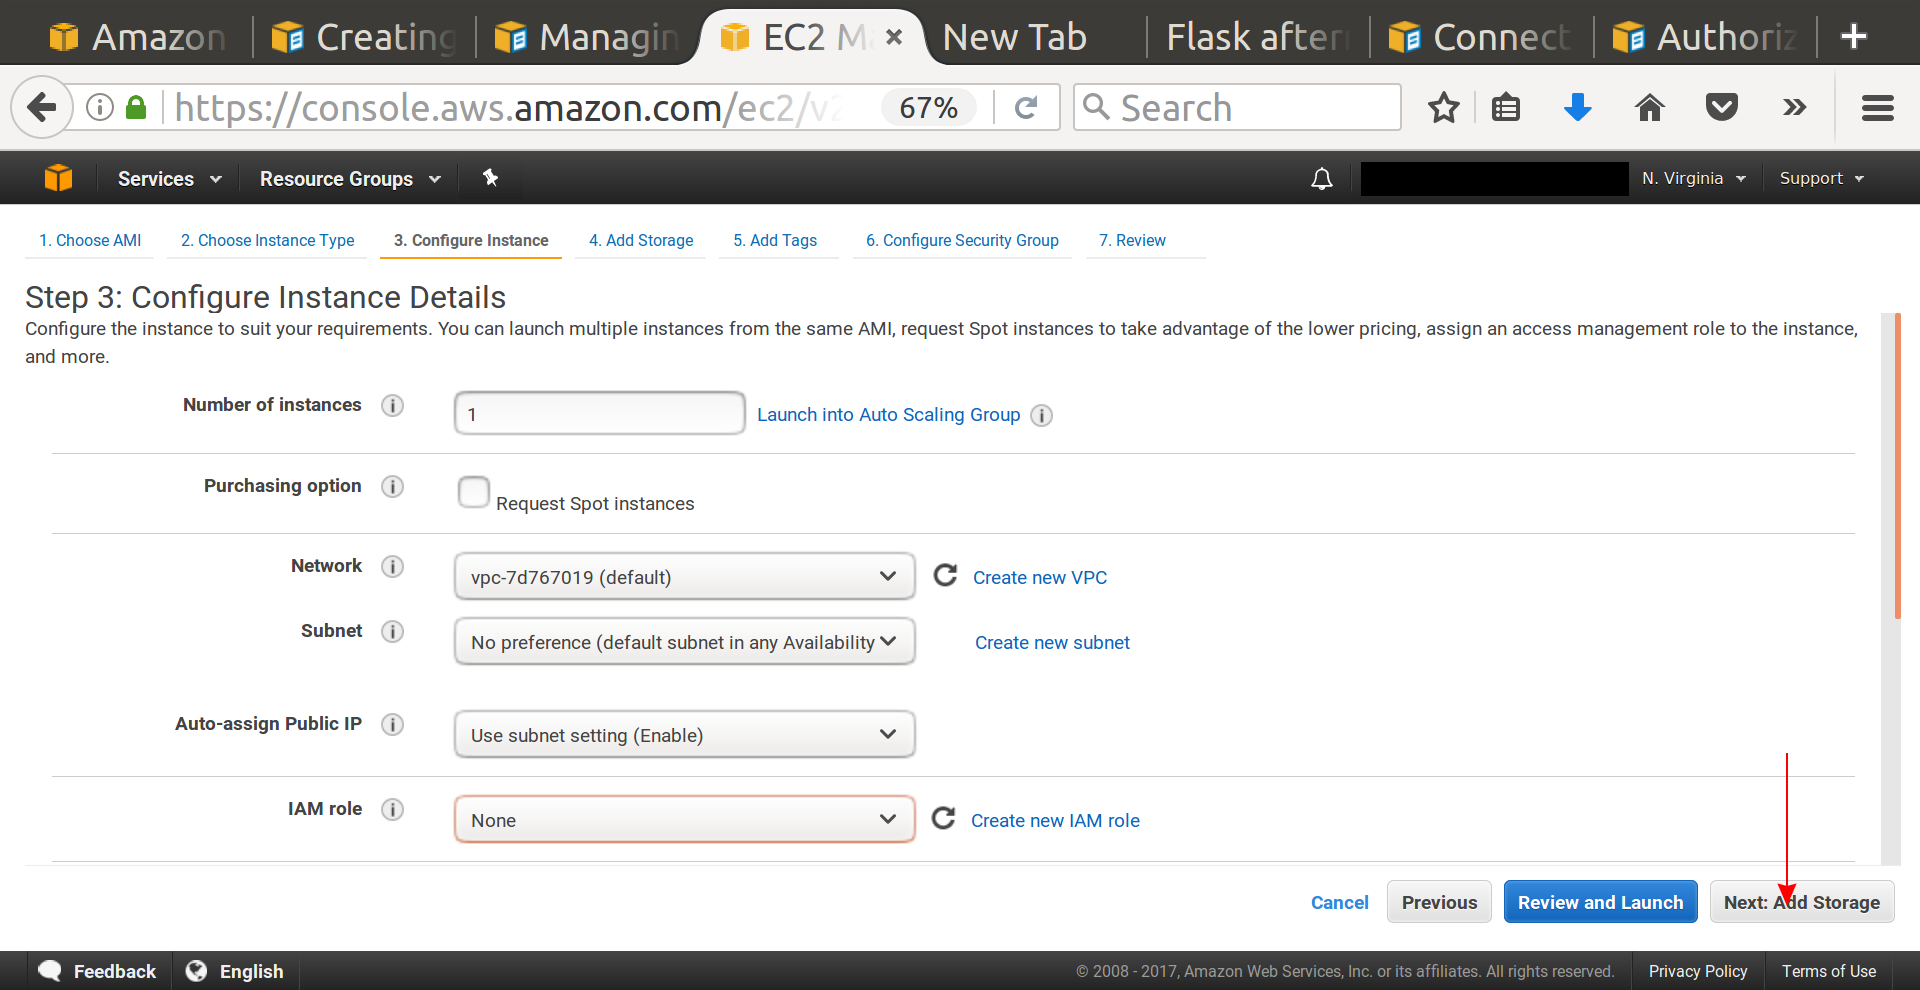 Amazon
Creating
Managin
EC2 M
New Tab
Flask after
Connect
Authoriz
https://console.aws.amazon.com/ec2/v2
67%
Search
Services
Resource Groups
N. Virginia
Support
1. Choose AMI
2. Choose Instance Type
3. Configure Instance
4. Add Storage
5. Add Tags
6. Configure Security Group
7. Review
Step 3: Configure Instance Details
Configure the instance to suit your requirements. You can launch multiple instances from the same AMI, request Spot instances to take advantage of the lower pricing, assign an access management role to the instance,
and more.
Number of instances
1
Launch into Auto Scaling Group
Purchasing option
Request Spot instances
Network
vpc-7d767019 (default)
Create new VPC
Subnet
No preference (default subnet in any Availability
Create new subnet
Auto-assign Public IP
Use subnet setting (Enable)
IAM role
None
Create new IAM role
Cancel
Previous
Review and Launch
Next: Add Storage
Feedback
English
© 2008 - 2017, Amazon Web Services, Inc. or its affiliates. All rights reserved.
Privacy Policy
Terms of Use